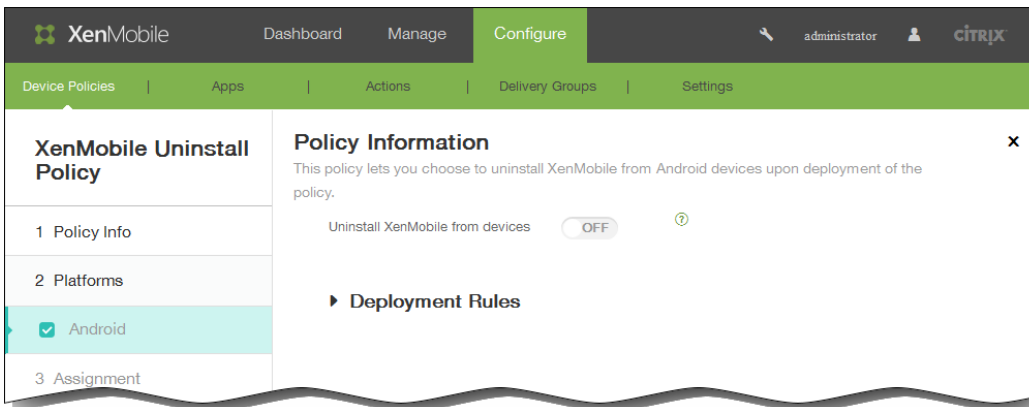 XenMobile Dashboard Manage Configure administrator CİTRIX
Device Policies | Apps | Actions | Delivery Groups | Settings
XenMobile Uninstall
Policy
1 Policy Info
2 Platforms
Android
3 Assignment
Policy Information
This policy lets you choose to uninstall XenMobile from Android devices upon deployment of the
policy.
Uninstall XenMobile from devices OFF ?
Deployment Rules